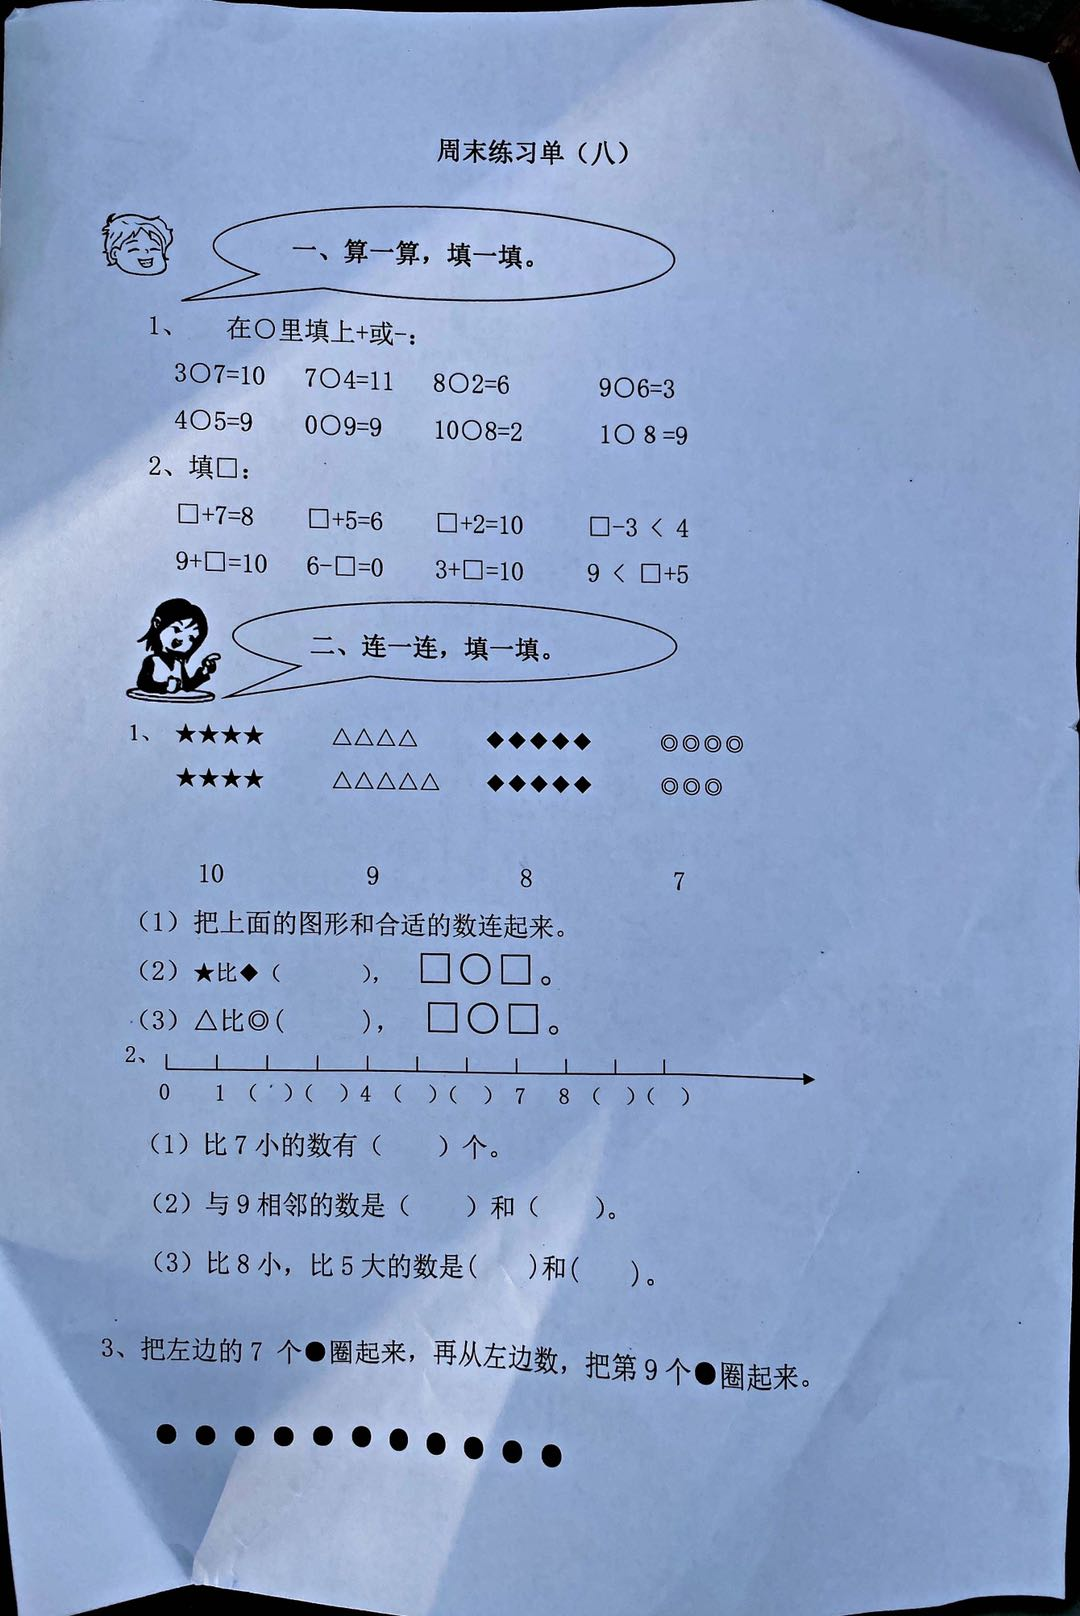 周末练习单（八）
一、算一算，填一填。
1、 在○里填上+或-：
3○7=10 7○4=11 8○2=6 9○6=3
4○5=9 0○9=9 10○8=2 1○ 8 =9
2、填□：
□+7=8 □+5=6 □+2=10 □-3 < 4
9+□=10 6-□=0 3+□=10 9 < □+5
二、连一连，填一填。
1、 ★★★★ △△△△ ◆◆◆◆◆ ◎◎◎◎
★★★★ △△△△△ ◆◆◆◆◆ ◎◎◎
10 9 8 7
（1）把上面的图形和合适的数连起来。
（2）★比◆（ ）， □○□。
（3）△比◎( )， □○□。
2、
0 1 ( )( ) 4 ( )( ) 7 8 ( )( )
（1）比 7 小的数有（ ）个。
（2）与 9 相邻的数是（ ）和（ ）。
（3）比 8 小，比 5 大的数是( )和( )。
3、把左边的 7 个●圈起来，再从左边数，把第 9 个●圈起来。
●●●●●●●●●●●